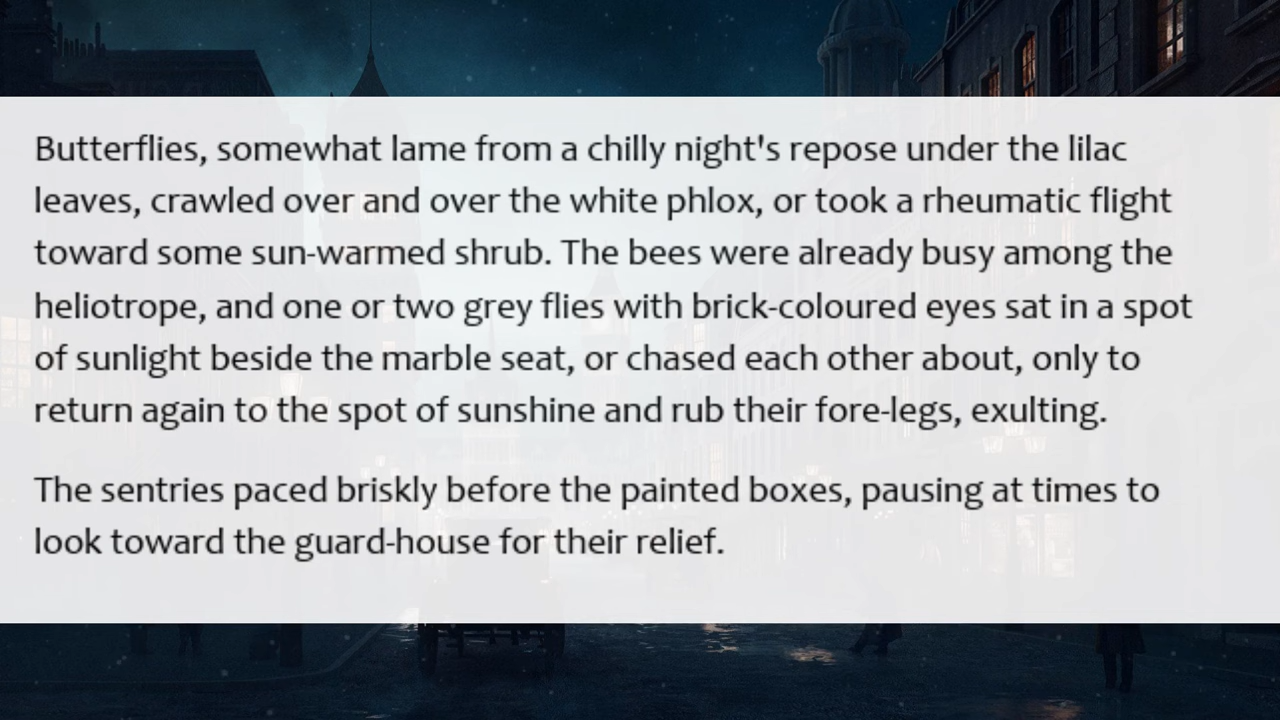 Butterflies, somewhat lame from a chilly night's repose under the lilac
leaves, crawled over and over the white phlox, or took a rheumatic flight
toward some sun-warmed shrub. The bees were already busy among the
heliotrope, and one or two grey flies with brick-coloured eyes sat in a spot
of sunlight beside the marble seat, or chased each other about, only to
return again to the spot of sunshine and rub their fore-legs, exulting.
The sentries paced briskly before the painted boxes, pausing at times to
look toward the guard-house for their relief.